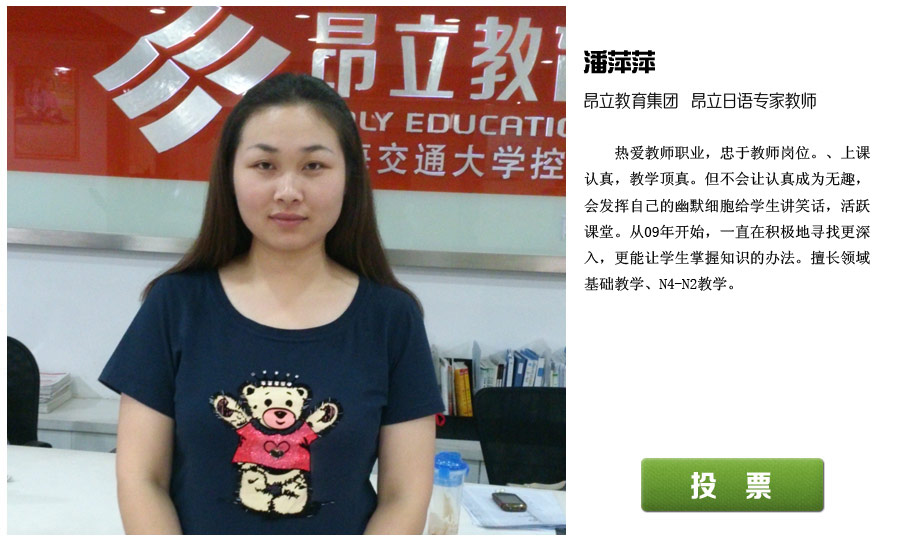 昂立教育
ONLY EDUCATION
上海交通大学控
潘萍萍
昂立教育集团 昂立日语专家教师
热爱教师职业，忠于教师岗位。、上课
认真，教学顶真。但不会让认真成为无趣，
会发挥自己的幽默细胞给学生讲笑话，活跃
课堂。从09年开始，一直在积极地寻找更深
入，更能让学生掌握知识的办法。擅长领域
基础教学、N4-N2教学。
投 票